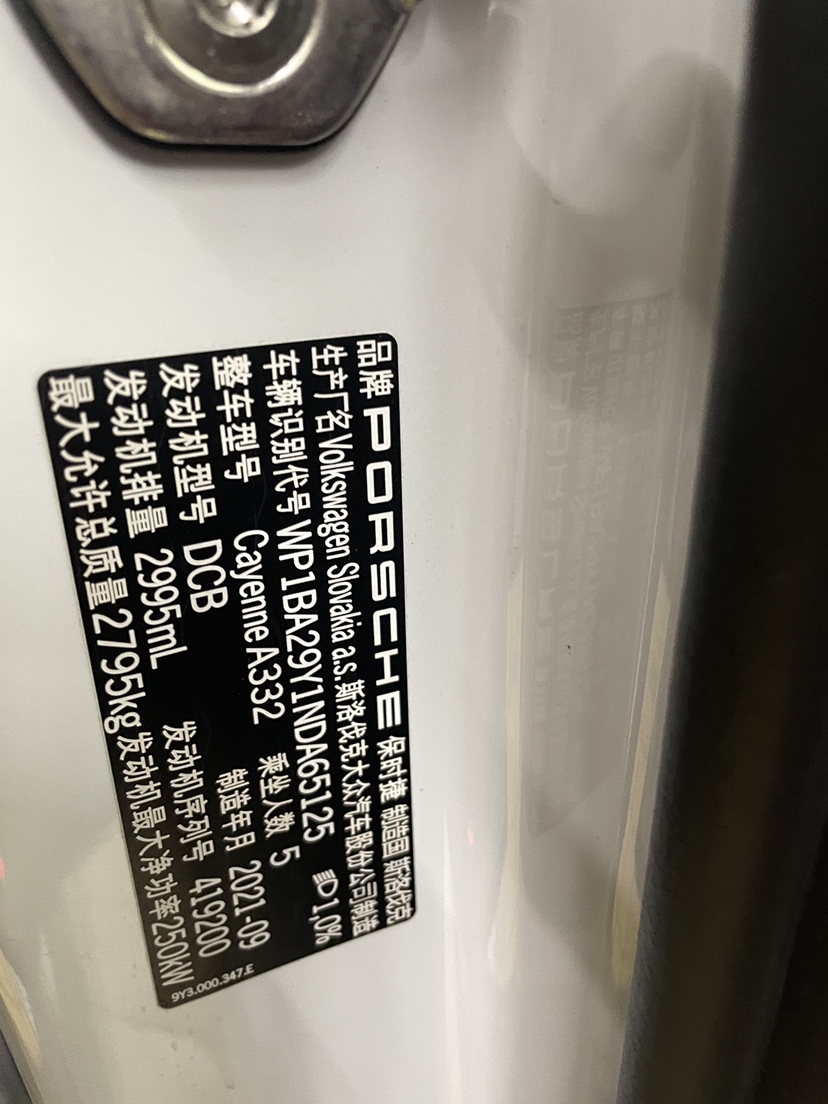 品牌 PORSCHE 保时捷 制造国 斯洛伐克
生产厂名 Volkswagen Slovakia a.s. 斯洛伐克大众汽车股份公司制造
车辆识别代号 WP1BA29Y1NDA65125 1,0%
整车型号 Cayenne A332 乘坐人数 5
发动机型号 DCB 制造年月 2021-09
发动机排量 2995mL 发动机序列号 419200
最大允许总质量 2795kg 发动机最大净功率 250kW
9Y3.000.347.E